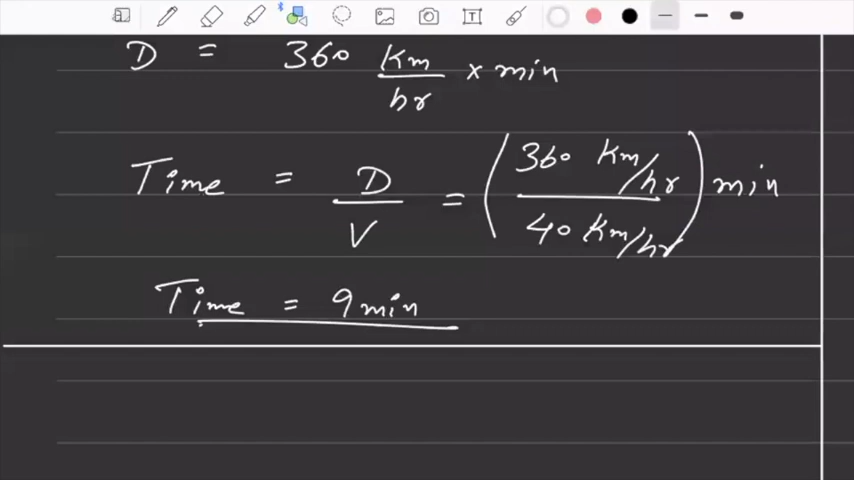 D = 360 Km/hr × min
Time = D/V = (360 Km/hr / 40 Km/hr) min
Time = 9 min